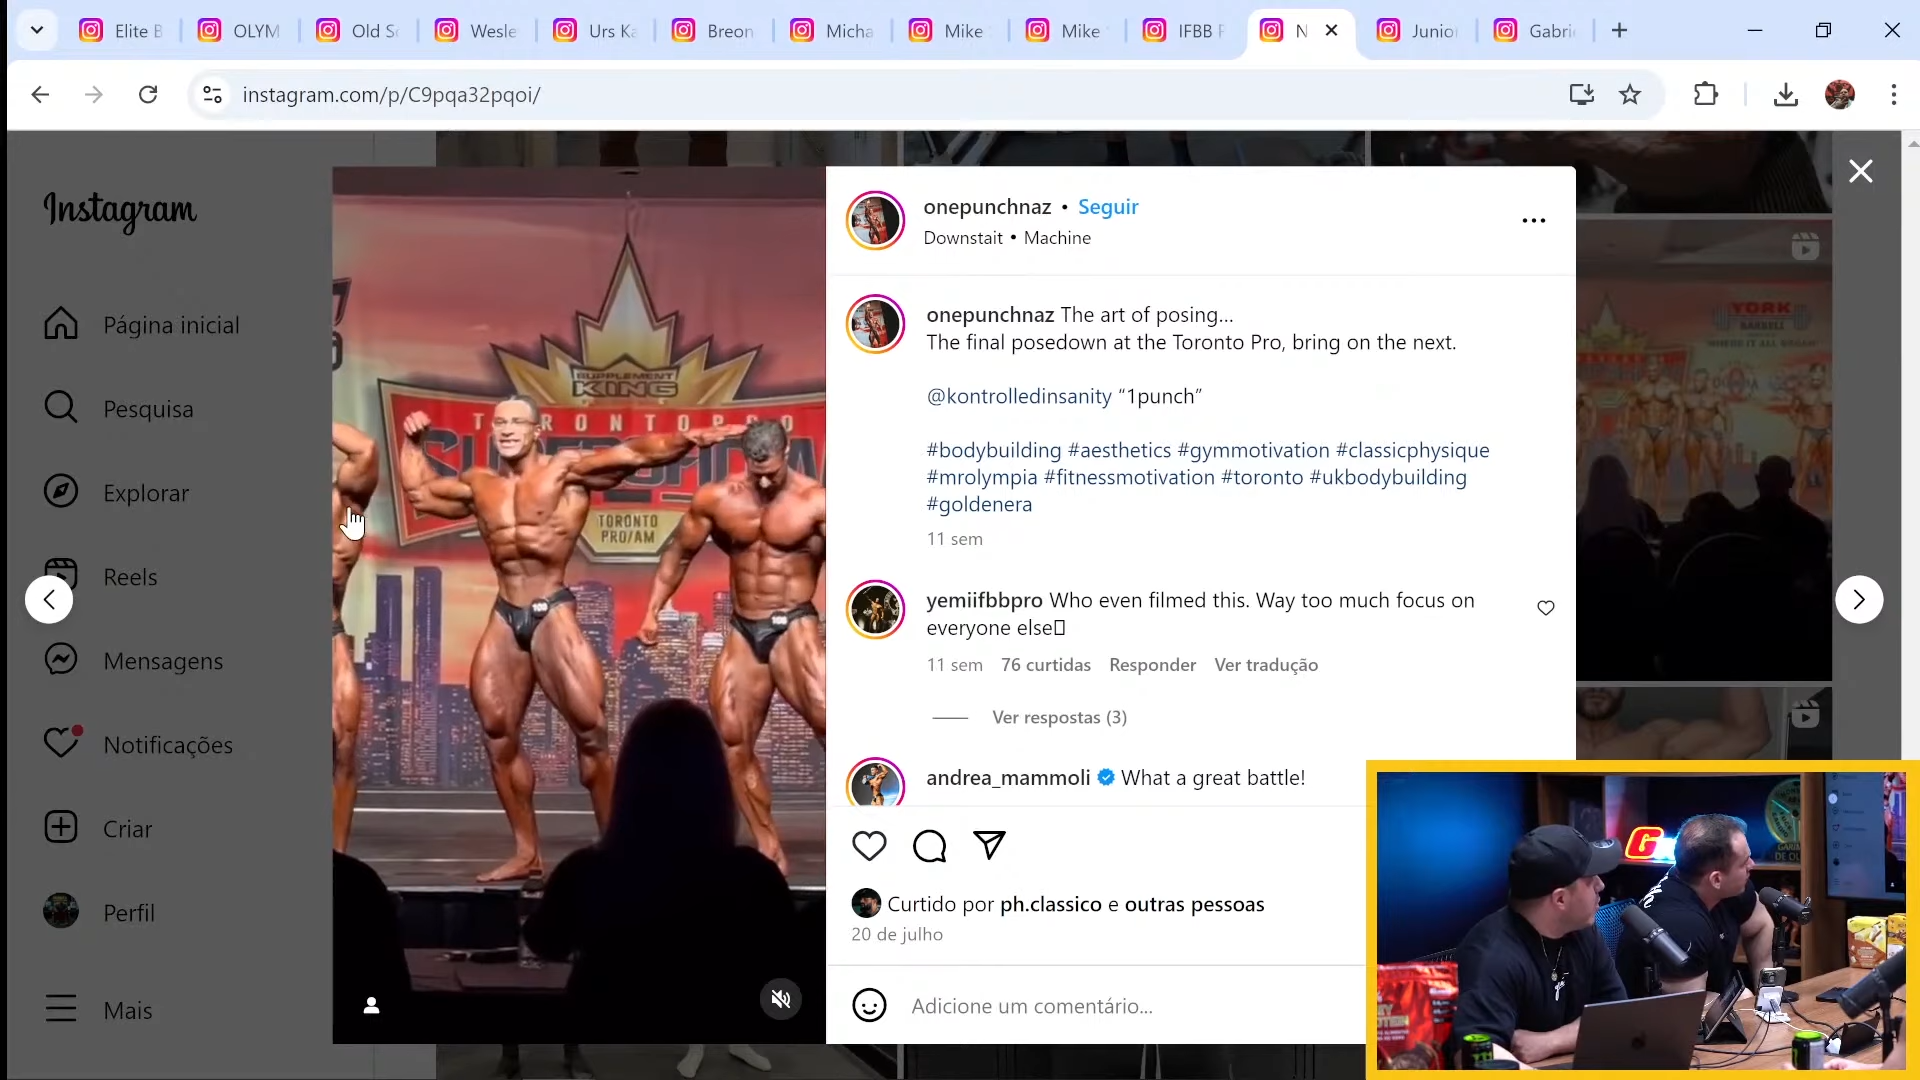 Elite B
OLYM
Old Sc
Wesle
Urs Ka
Breon
Micha
Mike
Mike
IFBB P
N
Junio
Gabri
instagram.com/p/C9pqa32pqoi/
Instagram
Página inicial
Pesquisa
Explorar
Reels
Mensagens
Notificações
Criar
Perfil
Mais
SUPPLEMENT
KING
TORONTO PRO
TORONTO
PRO/AM
100
onepunchnaz • Seguir
Downstait • Machine
onepunchnaz The art of posing...
The final posedown at the Toronto Pro, bring on the next.
@kontrolledinsanity “1punch”
#bodybuilding #aesthetics #gymmotivation #classicphysique
#mrolympia #fitnessmotivation #toronto #ukbodybuilding
#goldenera
11 sem
yemiifbbpro Who even filmed this. Way too much focus on
everyone else
11 sem 76 curtidas Responder Ver tradução
Ver respostas (3)
andrea_mammoli What a great battle!
Curtido por ph.classico e outras pessoas
20 de julho
Adicione um comentário...
YORK
BARBELL
G